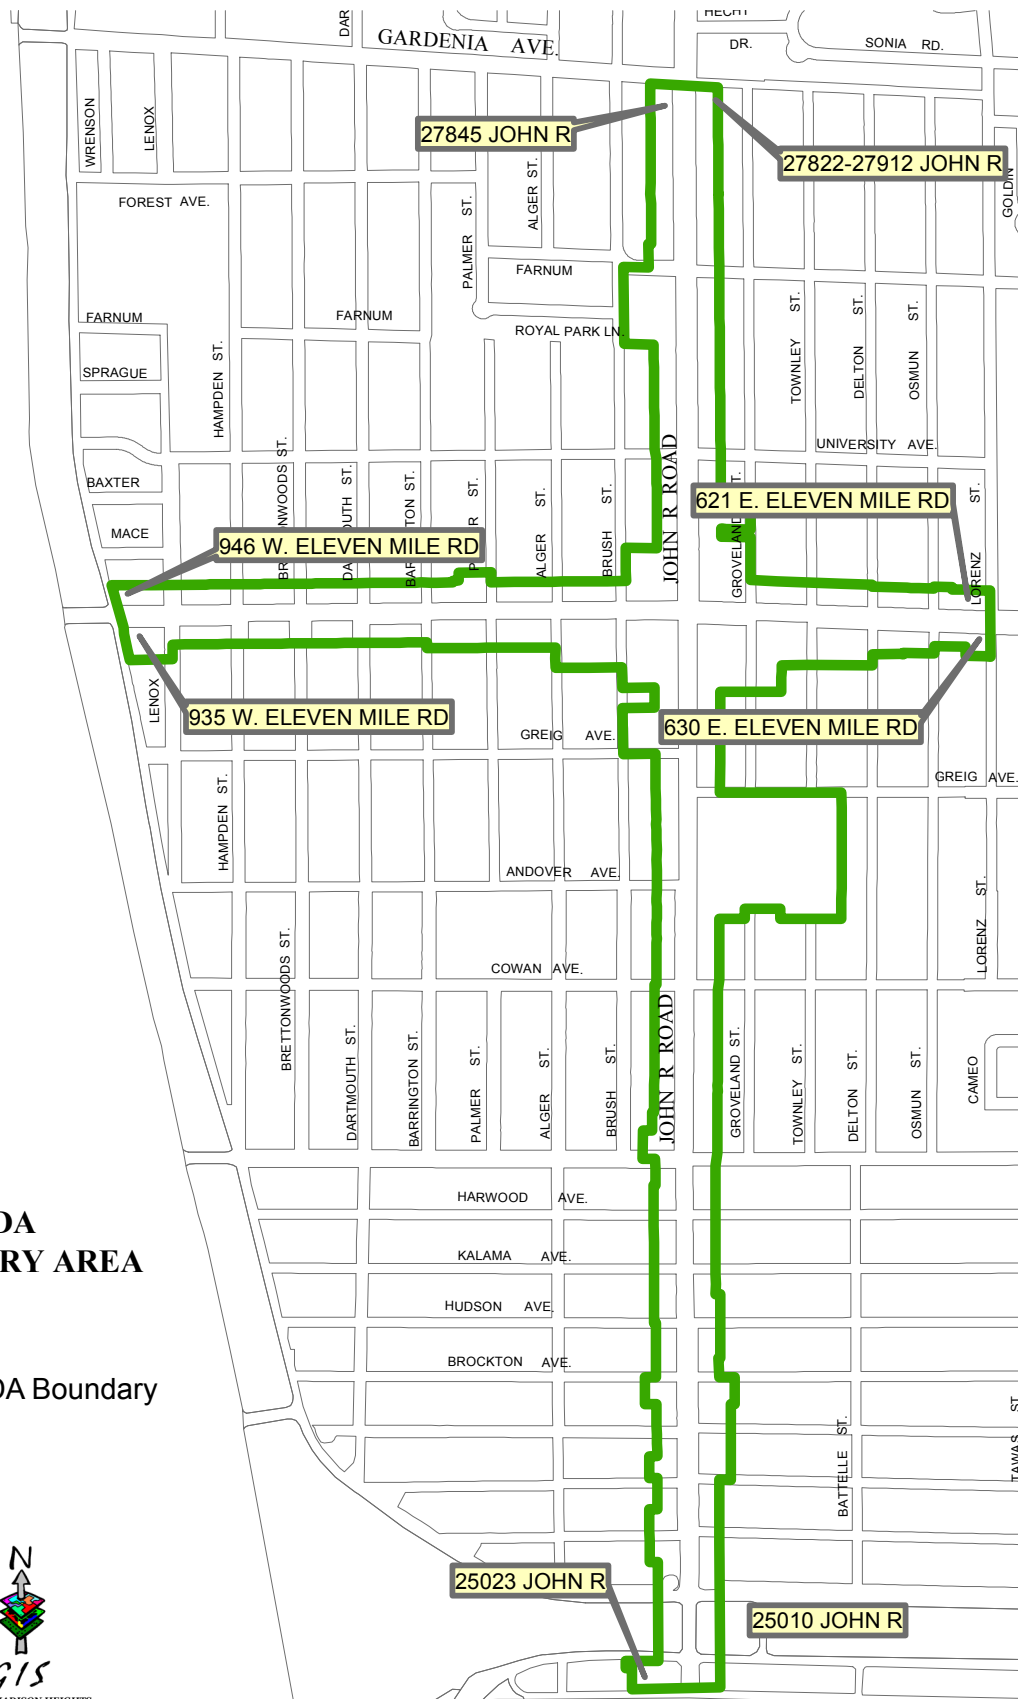 HECHT
DAR
GARDENIA AVE.
DR.
SONIA RD.
WRENSON
LENOX
27845 JOHN R
27822-27912 JOHN R
FOREST AVE.
PALMER ST.
ALGER ST.
GOLDIN
FARNUM
FARNUM
FARNUM
ROYAL PARK LN.
SPRAGUE
HAMPDEN ST.
TOWNLEY ST.
DELTON ST.
OSMUN ST.
UNIVERSITY AVE.
BAXTER
MACE
DARTMOUTH ST.
ALGER ST.
BRUSH ST.
JOHN R ROAD
GROVELAND ST.
621 E. ELEVEN MILE RD
LORENZ ST.
946 W. ELEVEN MILE RD
LENOX
935 W. ELEVEN MILE RD
630 E. ELEVEN MILE RD
GREIG AVE.
GREIG AVE.
HAMPDEN ST.
ANDOVER AVE.
LORENZ ST.
COWAN AVE.
BRETTONWOODS ST.
DARTMOUTH ST.
BARRINGTON ST.
PALMER ST.
ALGER ST.
BRUSH ST.
JOHN R ROAD
GROVELAND ST.
TOWNLEY ST.
DELTON ST.
OSMUN ST.
CAMEO
HARWOOD AVE.
DA
RY AREA
KALAMA AVE.
HUDSON AVE.
BROCKTON AVE.
DA Boundary
BATTELLE ST.
TAWAS ST
N
25023 JOHN R
25010 JOHN R
GIS